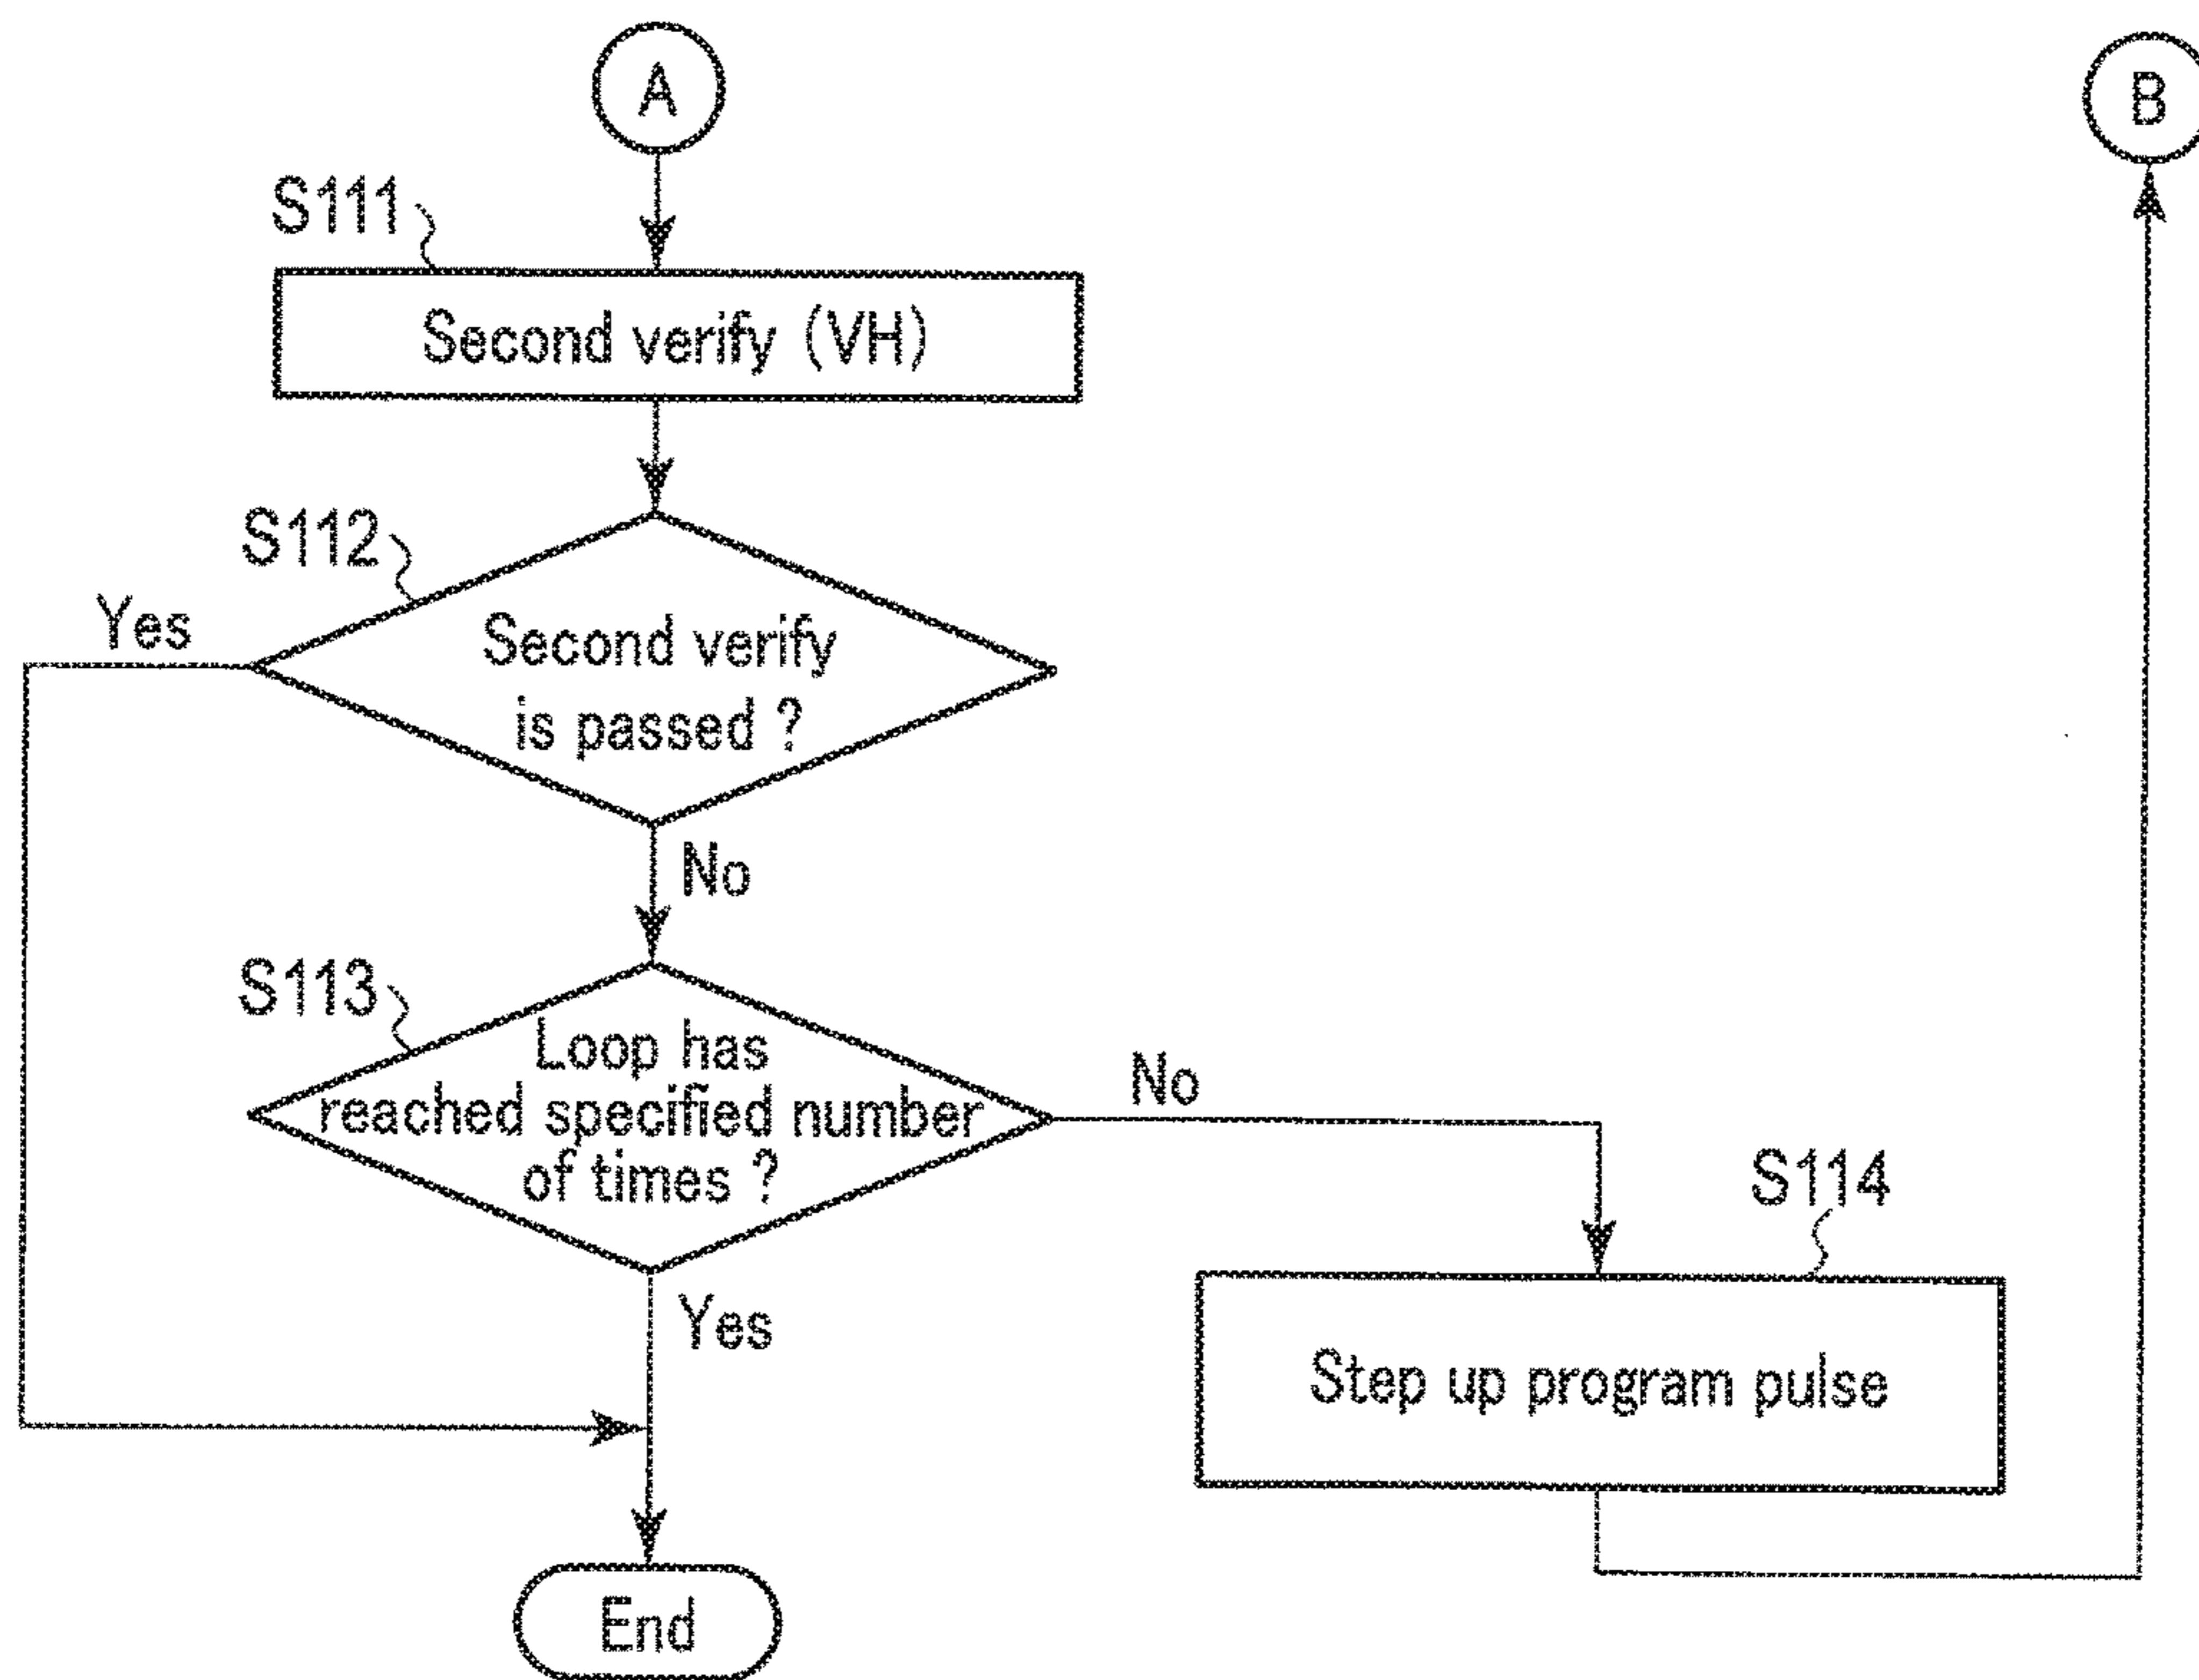 A
B
S111
Second verify (VH)
S112
Yes
Second verify
is passed ?
No
S113
Loop has
reached specified number
of times ?
No
S114
Yes
Step up program pulse
End